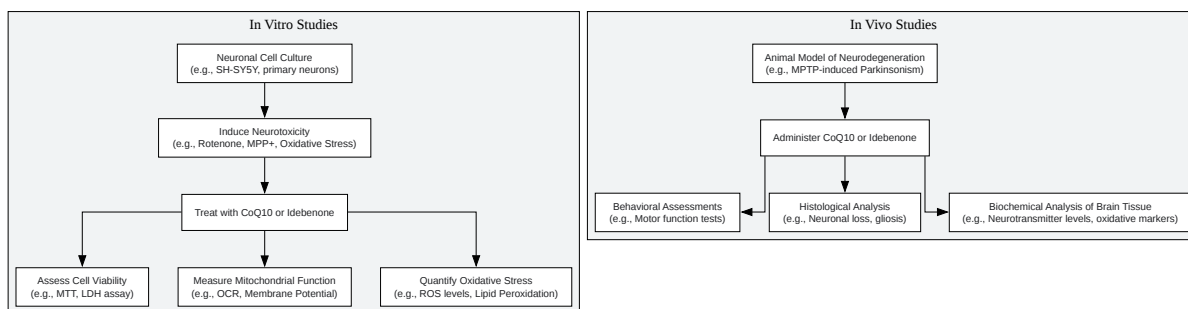 In Vitro Studies
Neuronal Cell Culture
(e.g., SH-SY5Y, primary neurons)
Induce Neurotoxicity
(e.g., Rotenone, MPP+, Oxidative Stress)
Treat with CoQ10 or Idebenone
Assess Cell Viability
(e.g., MTT, LDH assay)
Measure Mitochondrial Function
(e.g., OCR, Membrane Potential)
Quantify Oxidative Stress
(e.g., ROS levels, Lipid Peroxidation)
In Vivo Studies
Animal Model of Neurodegeneration
(e.g., MPTP-induced Parkinsonism)
Administer CoQ10 or Idebenone
Behavioral Assessments
(e.g., Motor function tests)
Histological Analysis
(e.g., Neuronal loss, gliosis)
Biochemical Analysis of Brain Tissue
(e.g., Neurotransmitter levels, oxidative markers)